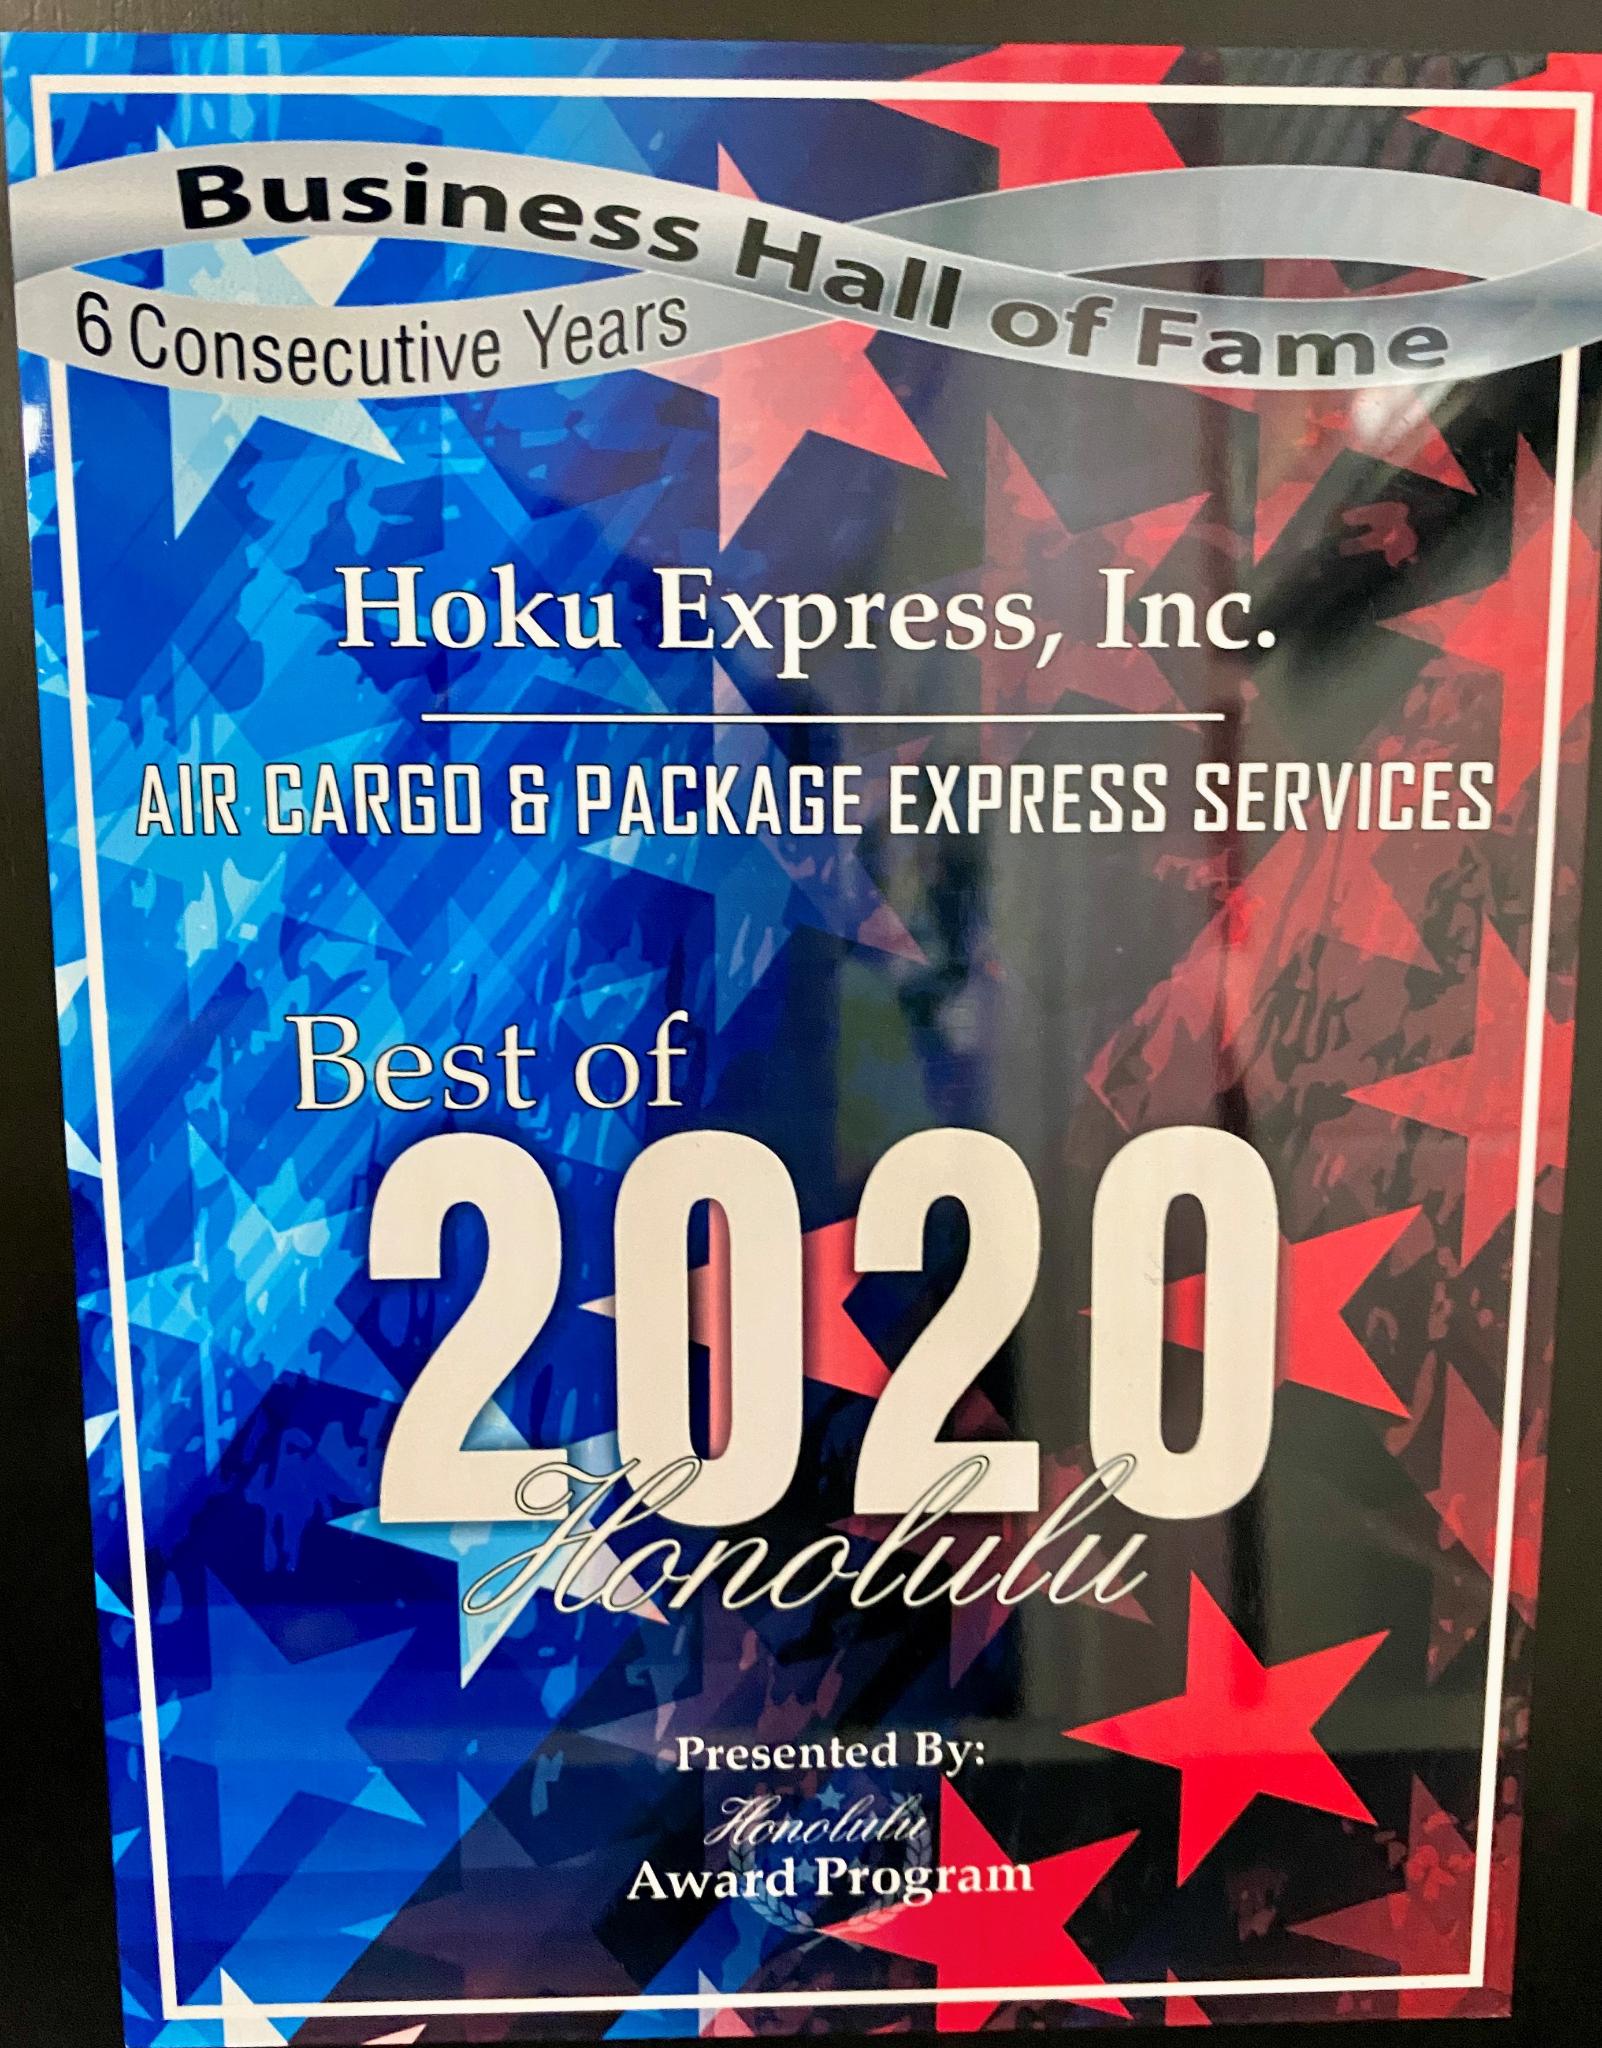 Business Hall of Fame
6 Consecutive Years
Hoku Express, Inc.
AIR CARGO & PACKAGE EXPRESS SERVICES
Best of
2020
Honolulu
Presented By:
Honolulu
Award Program